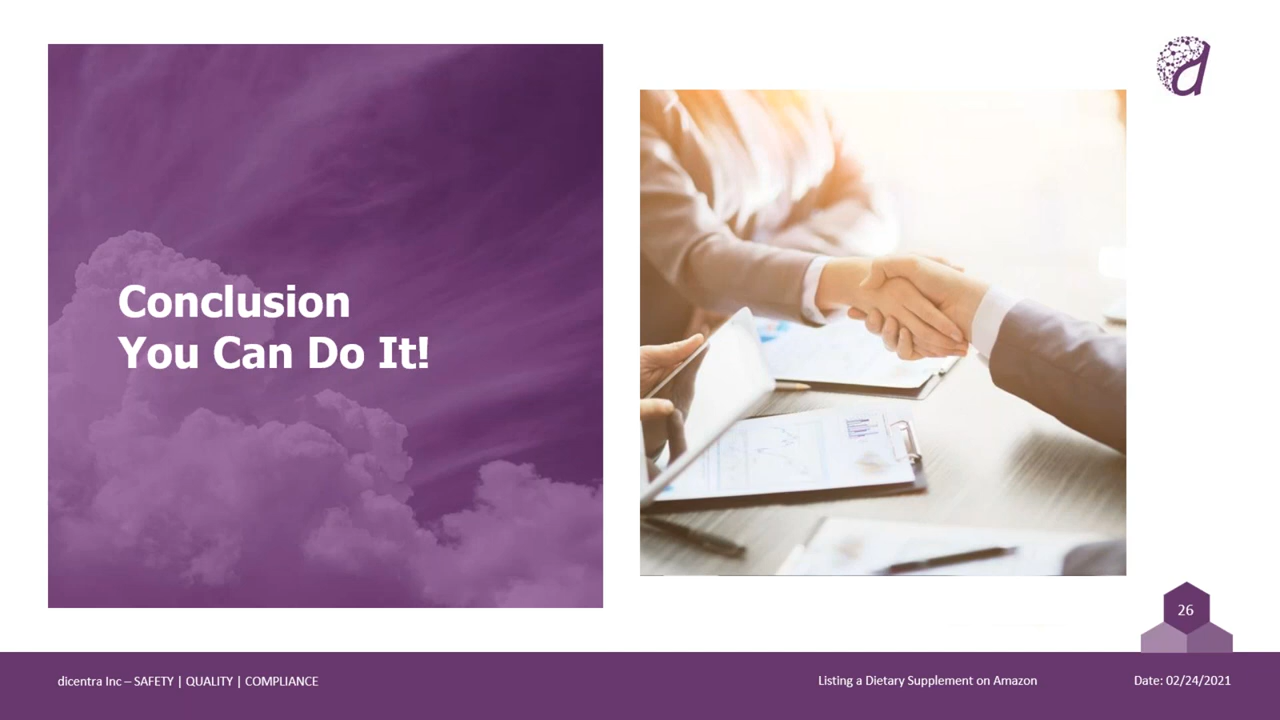 Conclusion
You Can Do It!
26
dicentra Inc – SAFETY | QUALITY | COMPLIANCE
Listing a Dietary Supplement on Amazon
Date: 02/24/2021